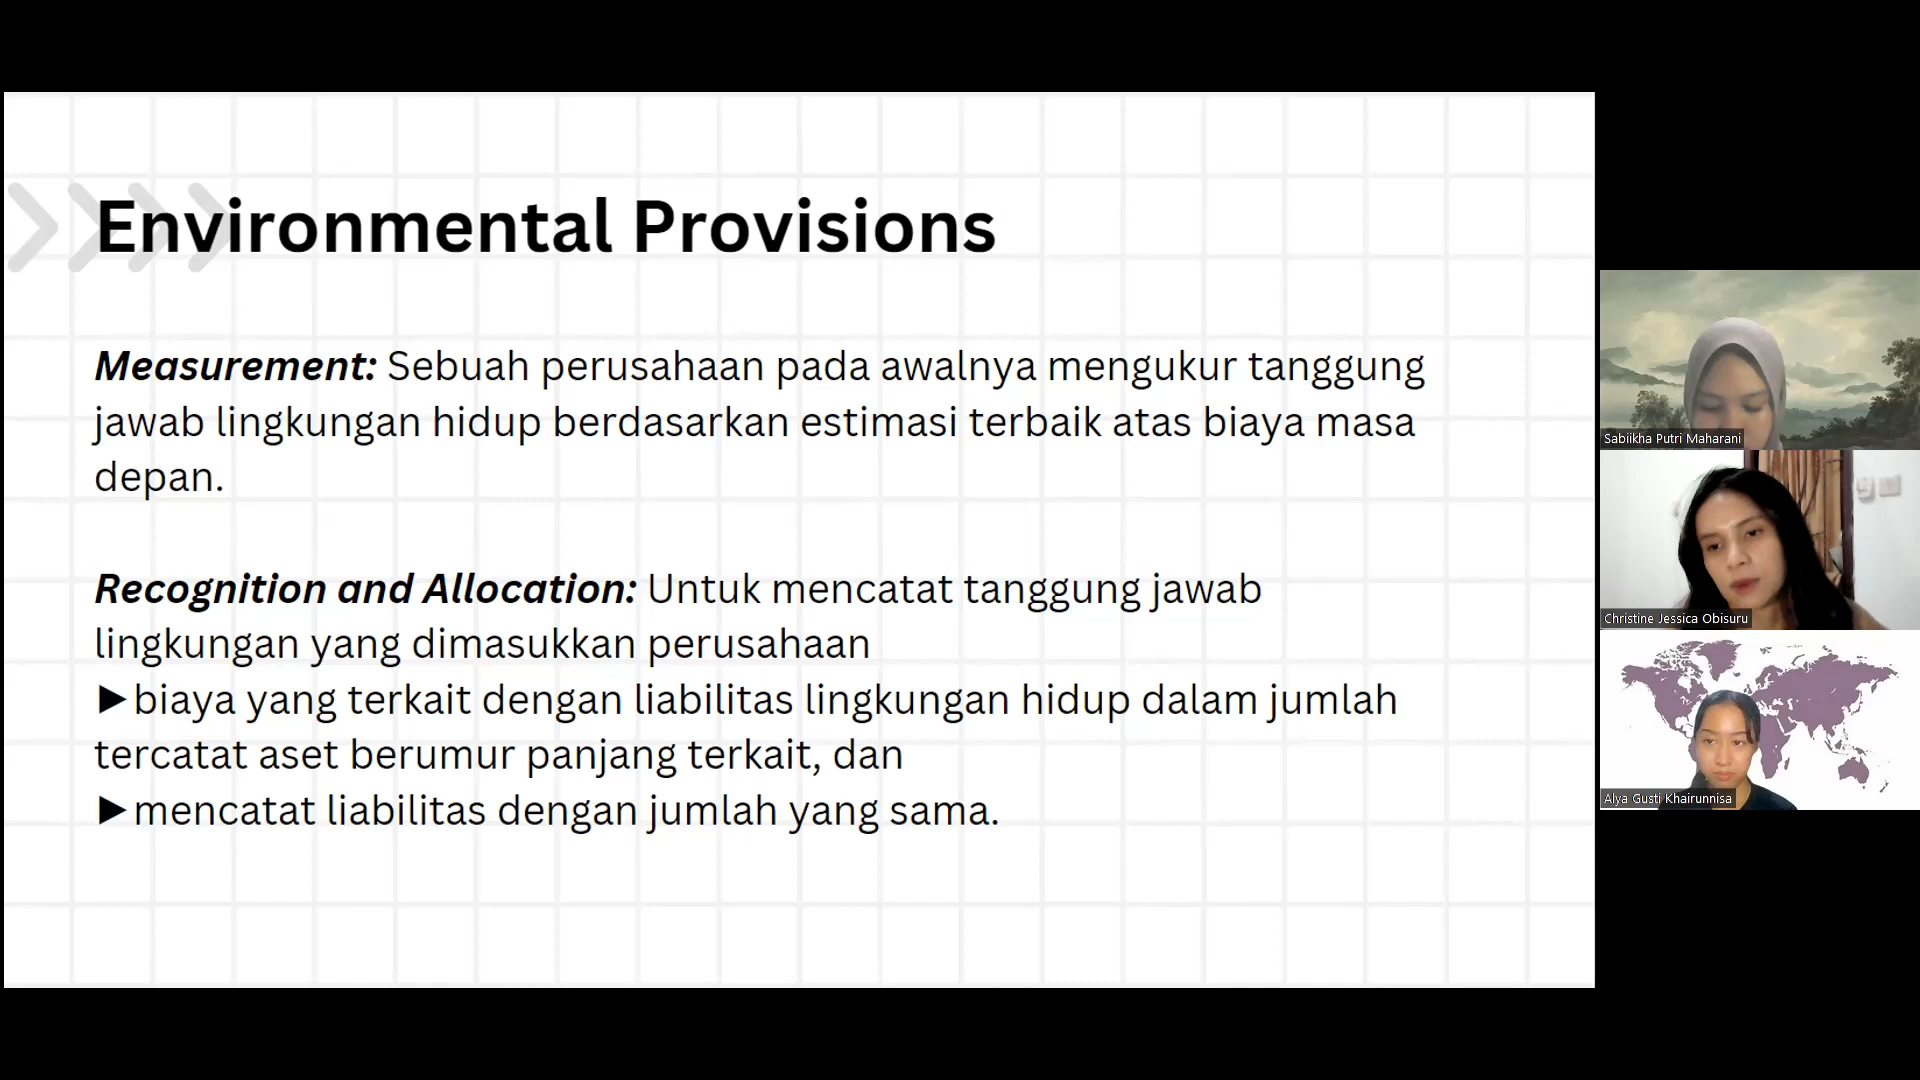 Environmental Provisions
Measurement: Sebuah perusahaan pada awalnya mengukur tanggung
jawab lingkungan hidup berdasarkan estimasi terbaik atas biaya masa
depan.
Recognition and Allocation: Untuk mencatat tanggung jawab
lingkungan yang dimasukkan perusahaan
►biaya yang terkait dengan liabilitas lingkungan hidup dalam jumlah
tercatat aset berumur panjang terkait, dan
►mencatat liabilitas dengan jumlah yang sama.
Sabiikha Putri Maharani
Christine Jessica Obisuru
Alya Gusti Khairunnisa